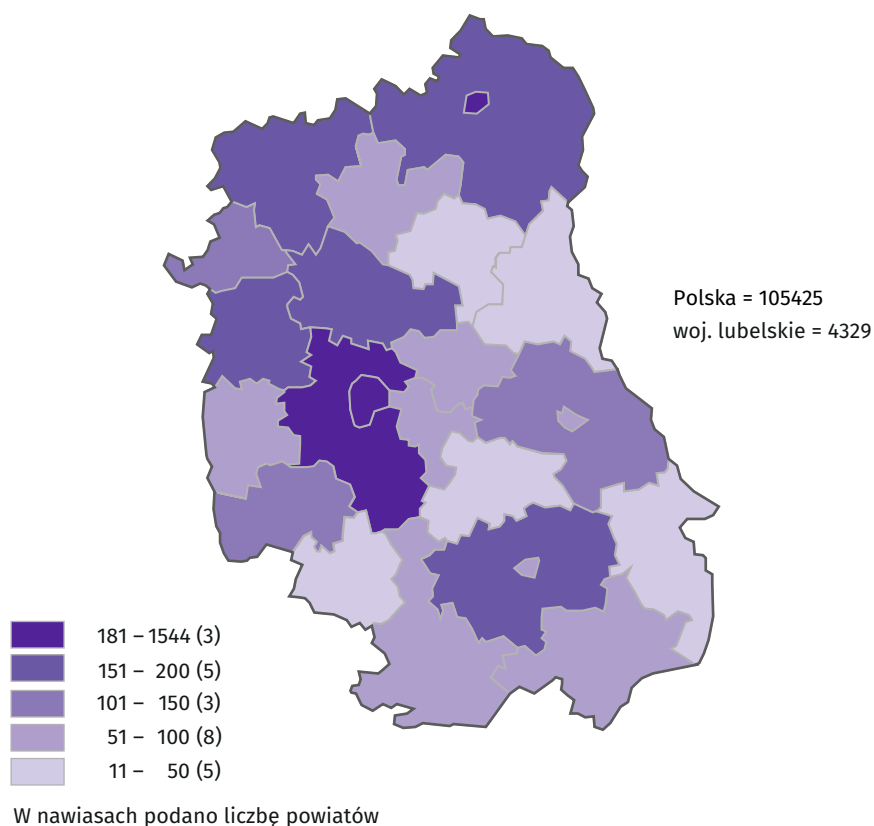 Polska = 105425
woj. lubelskie = 4329
181 – 1544 (3)
151 – 200 (5)
101 – 150 (3)
51 – 100 (8)
11 – 50 (5)
W nawiasach podano liczbę powiatów